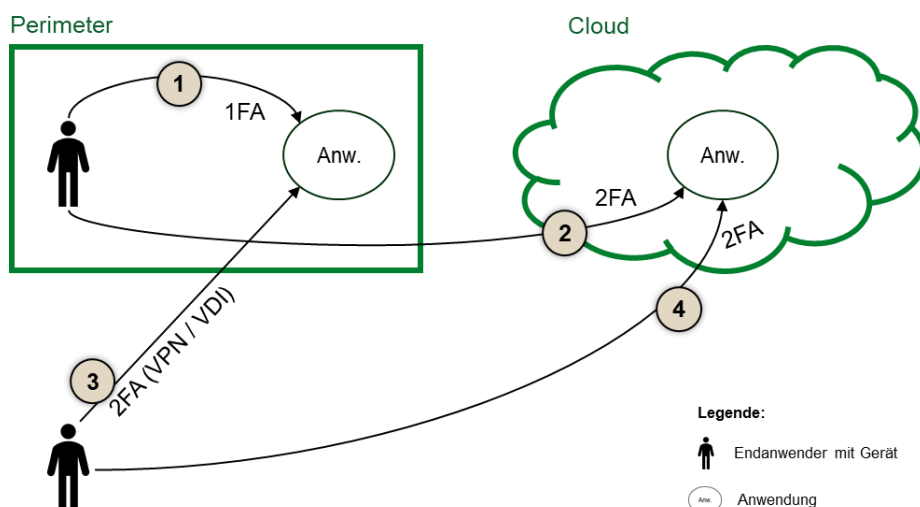 Perimeter
Cloud
1
1FA
Anw.
Anw.
2FA
2
2FA
4
2FA (VPN / VDI)
3
Legende:
Endanwender mit Gerät
Anw.
Anwendung